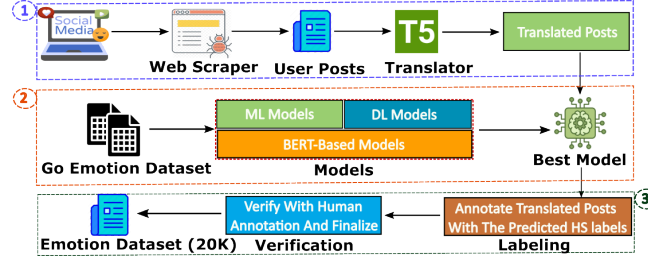 1
Social
Media
T5
Translated Posts
Web Scraper
User Posts
Translator
2
ML Models
DL Models
BERT-Based Models
Go Emotion Dataset
Models
Best Model
3
Verify With Human
Annotation And Finalize
Annotate Translated Posts
With The Predicted HS labels
Emotion Dataset (20K)
Verification
Labeling